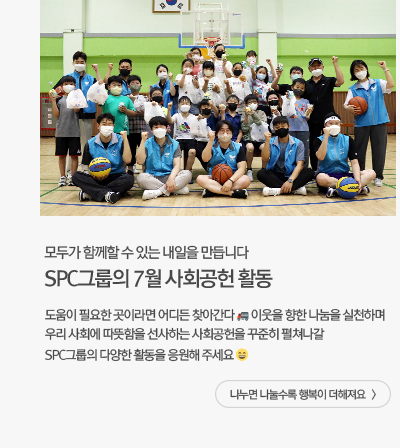 모두가 함께할 수 있는 내일을 만듭니다
SPC그룹의 7월 사회공헌 활동
도움이 필요한 곳이라면 어디든 찾아간다 🚒 이웃을 향한 나눔을 실천하며
우리 사회에 따뜻함을 선사하는 사회공헌을 꾸준히 펼쳐나갈
SPC그룹의 다양한 활동을 응원해 주세요 😄
나누면 나눌수록 행복이 더해져요 >